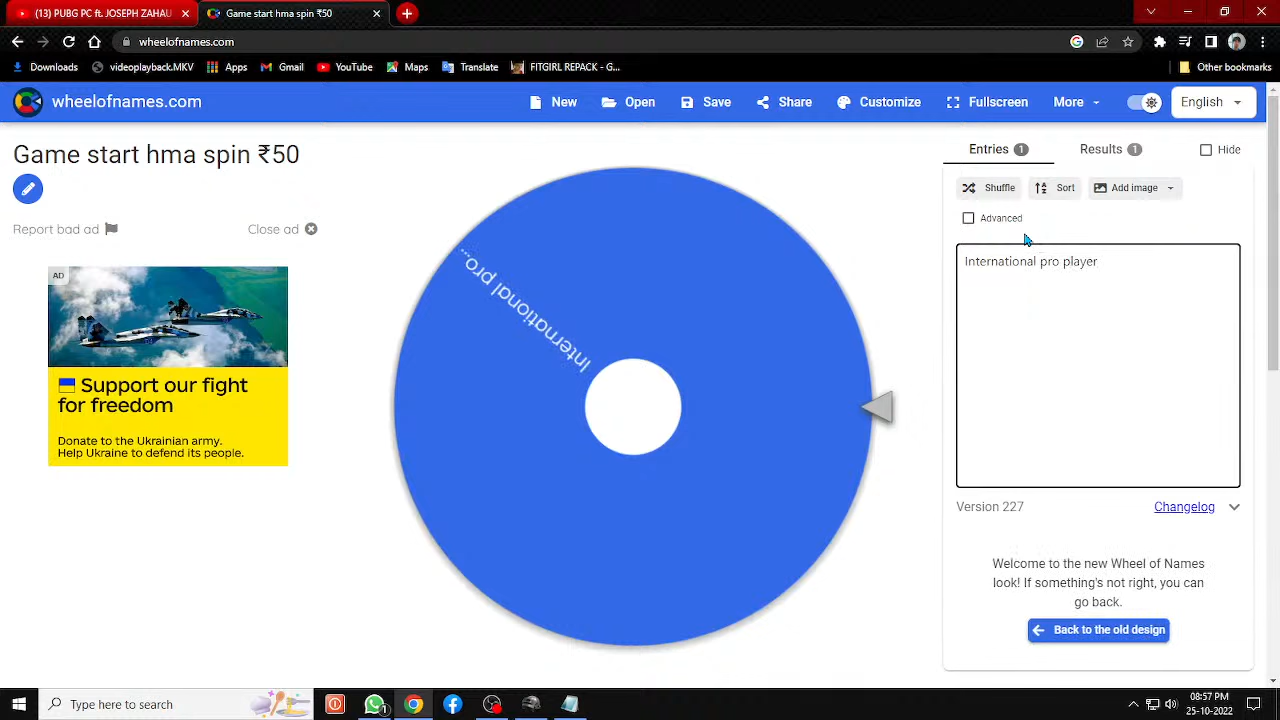 (13) PUBG PC ft. JOSEPH ZAHAU
Game start hma spin ₹50
wheelofnames.com
Downloads
videoplayback.MKV
Apps
Gmail
YouTube
Maps
Translate
FITGIRL REPACK - G...
Other bookmarks
wheelofnames.com
New
Open
Save
Share
Customize
Fullscreen
More
English
Game start hma spin ₹50
Report bad ad
Close ad
AD
Support our fight
for freedom
Donate to the Ukrainian army.
Help Ukraine to defend its people.
International pro...
Entries 1
Results 1
Hide
Shuffle
Sort
Add image
Advanced
International pro player
Version 227
Changelog
Welcome to the new Wheel of Names
look! If something's not right, you can
go back.
Back to the old design
Type here to search
1
08:57 PM
25-10-2022